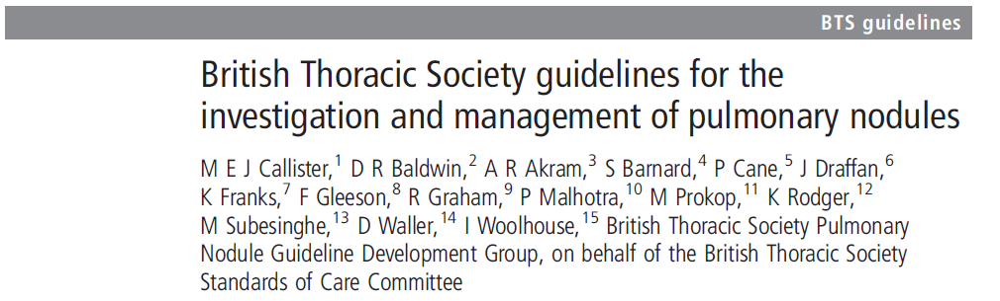 BTS guidelines
British Thoracic Society guidelines for the
investigation and management of pulmonary nodules
M E J Callister,¹ D R Baldwin,² A R Akram,³ S Barnard,⁴ P Cane,⁵ J Draffan,⁶
K Franks,⁷ F Gleeson,⁸ R Graham,⁹ P Malhotra,¹⁰ M Prokop,¹¹ K Rodger,¹²
M Subesinghe,¹³ D Waller,¹⁴ I Woolhouse,¹⁵ British Thoracic Society Pulmonary
Nodule Guideline Development Group, on behalf of the British Thoracic Society
Standards of Care Committee